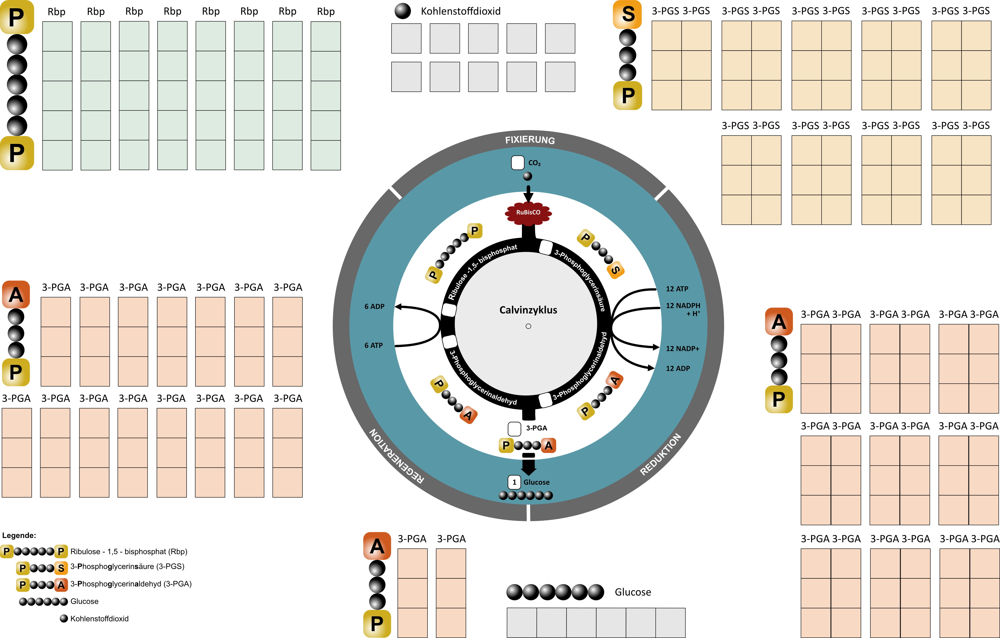 P
Rbp Rbp Rbp Rbp Rbp Rbp Rbp Rbp
P
Kohlenstoffdioxid
S
3-PGS 3-PGS 3-PGS 3-PGS 3-PGS 3-PGS 3-PGS 3-PGS 3-PGS 3-PGS
P
3-PGS 3-PGS 3-PGS 3-PGS 3-PGS 3-PGS 3-PGS 3-PGS
FIXIERUNG
CO₂
RuBisCO
P
P
Ribulose -1,5- bisphosphat
P
S
3-Phosphoglycerinsäure
12 ATP
12 NADPH
+ H⁺
12 NADP+
12 ADP
6 ADP
6 ATP
Calvinzyklus
3-Phosphoglycerinaldehyd
P
A
3-Phosphoglycerinaldehyd
A
P
3-PGA
P A
1 Glucose
REGENERATION
REDUKTION
A
3-PGA 3-PGA 3-PGA 3-PGA 3-PGA 3-PGA 3-PGA
P
3-PGA 3-PGA 3-PGA 3-PGA 3-PGA 3-PGA 3-PGA 3-PGA
A
3-PGA 3-PGA 3-PGA 3-PGA 3-PGA 3-PGA
P
3-PGA 3-PGA 3-PGA 3-PGA 3-PGA 3-PGA
3-PGA 3-PGA 3-PGA 3-PGA 3-PGA 3-PGA
Legende:
P P Ribulose - 1,5 - bisphosphat (Rbp)
P S 3-Phosphoglycerinsäure (3-PGS)
P A 3-Phosphoglycerinaldehyd (3-PGA)
Glucose
Kohlenstoffdioxid
A
3-PGA 3-PGA
P
Glucose